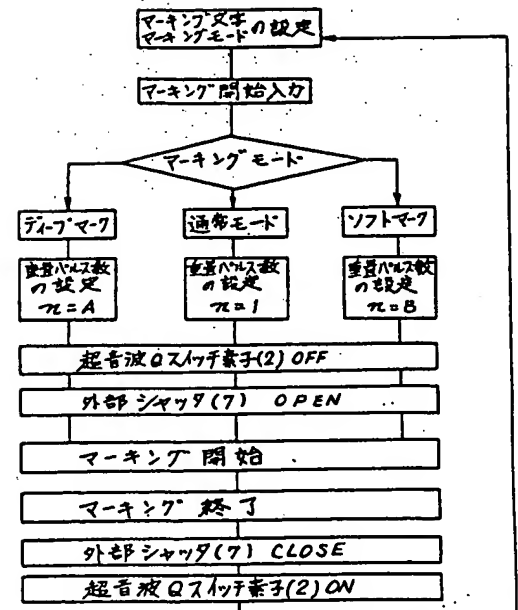 マーキング文字
マーキングモード の設定
マーキング開始入力
マーキングモード
ディープマーク
通常モード
ソフトマーク
重畳パルス数
の設定
n=A
重畳パルス数
の設定
n=1
重畳パルス数
の設定
n=B
超音波Qスイッチ素子(2) OFF
外部シャッタ(7) OPEN
マーキング開始
マーキング終了
外部シャッタ(7) CLOSE
超音波Qスイッチ素子(2) ON